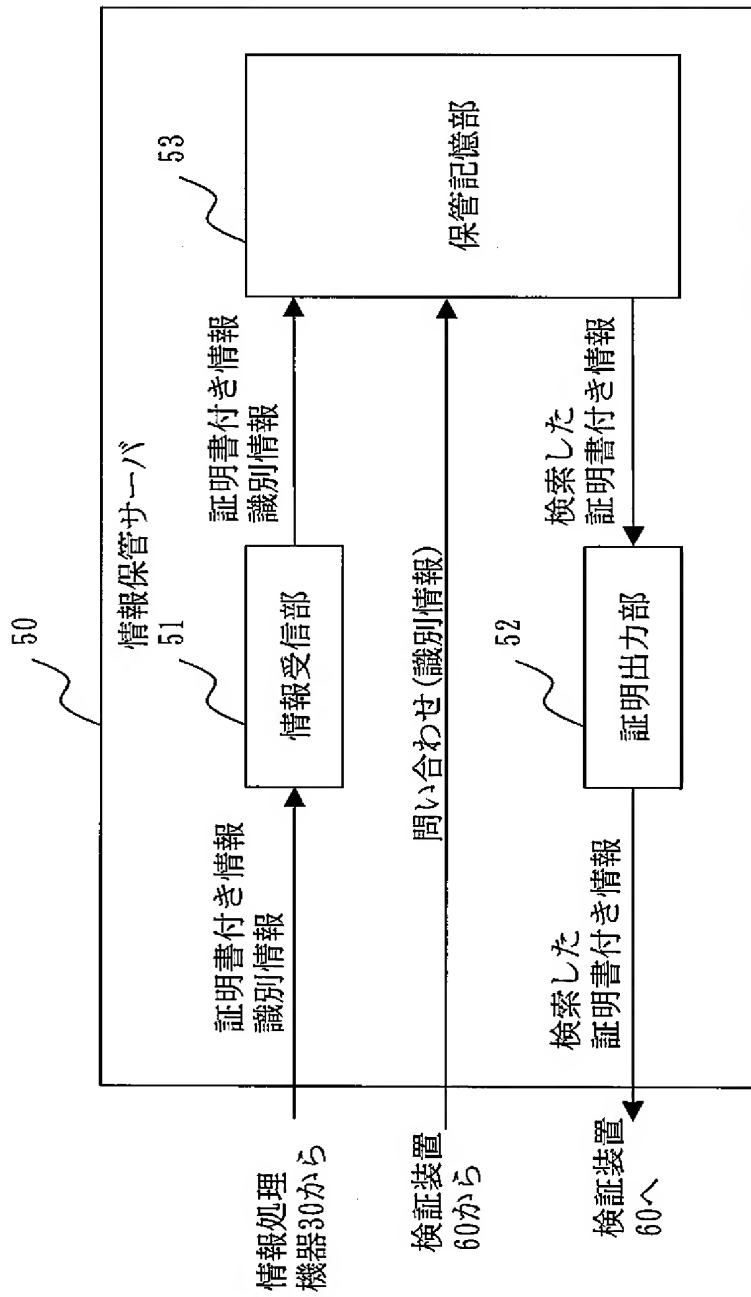 50
情報保管サーバ
51
情報受信部
53
保管記憶部
情報処理
機器30から
証明書付き情報
識別情報
証明書付き情報
識別情報
検証装置
60から
問い合わせ(識別情報)
52
証明出力部
検索した
証明書付き情報
検索した
証明書付き情報
検証装置
60へ